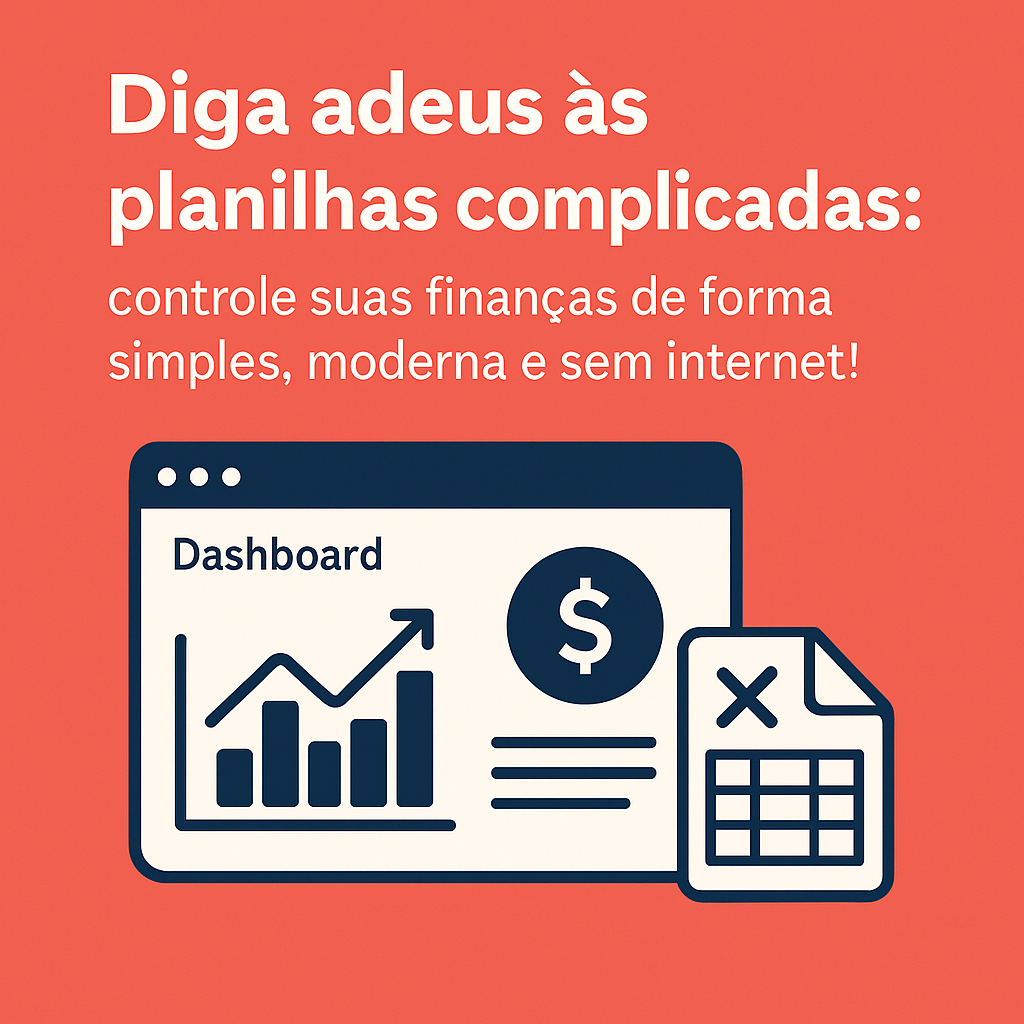 Diga adeus às
planilhas complicadas:
controle suas finanças de forma
simples, moderna e sem internet!
Dashboard
$
X